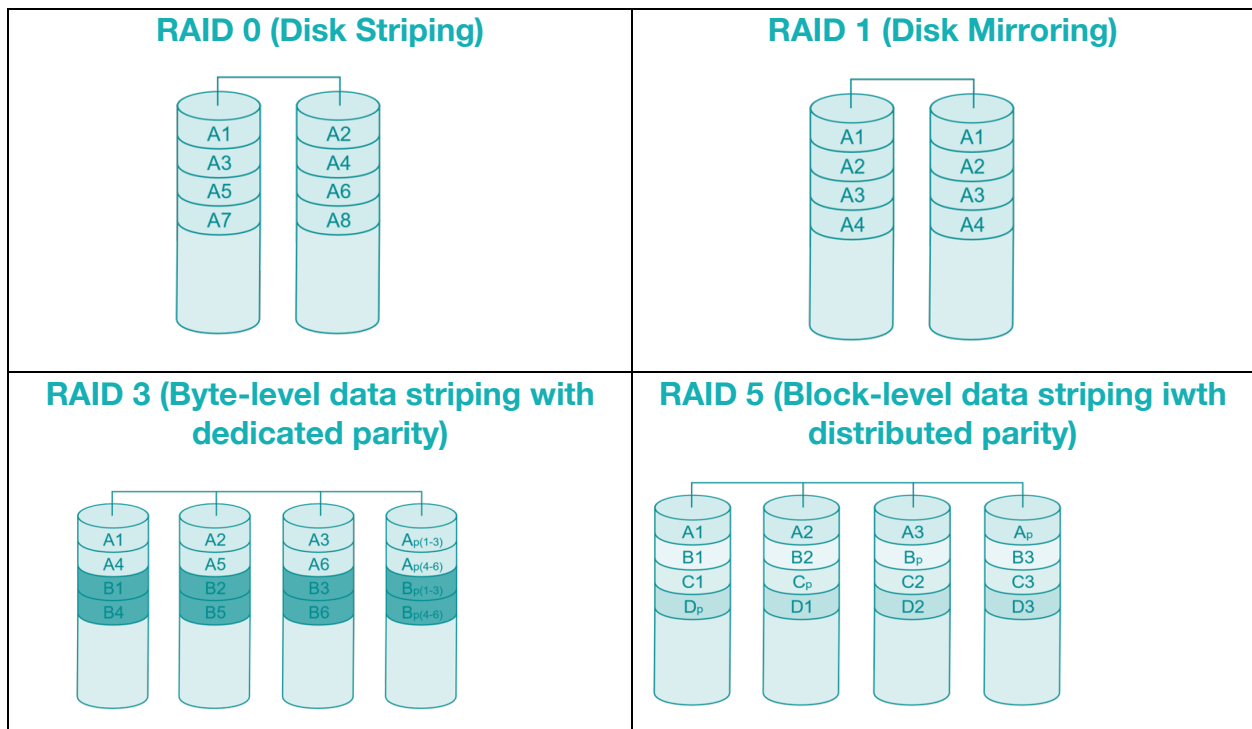 RAID 0 (Disk Striping)
A1 A2
A3 A4
A5 A6
A7 A8
RAID 1 (Disk Mirroring)
A1 A1
A2 A2
A3 A3
A4 A4
RAID 3 (Byte-level data striping with
dedicated parity)
A1 A2 A3 Ap(1-3)
A4 A5 A6 Ap(4-6)
B1 B2 B3 Bp(1-3)
B4 B5 B6 Bp(4-6)
RAID 5 (Block-level data striping iwth
distributed parity)
A1 A2 A3 Ap
B1 B2 Bp B3
C1 Cp C2 C3
Dp D1 D2 D3